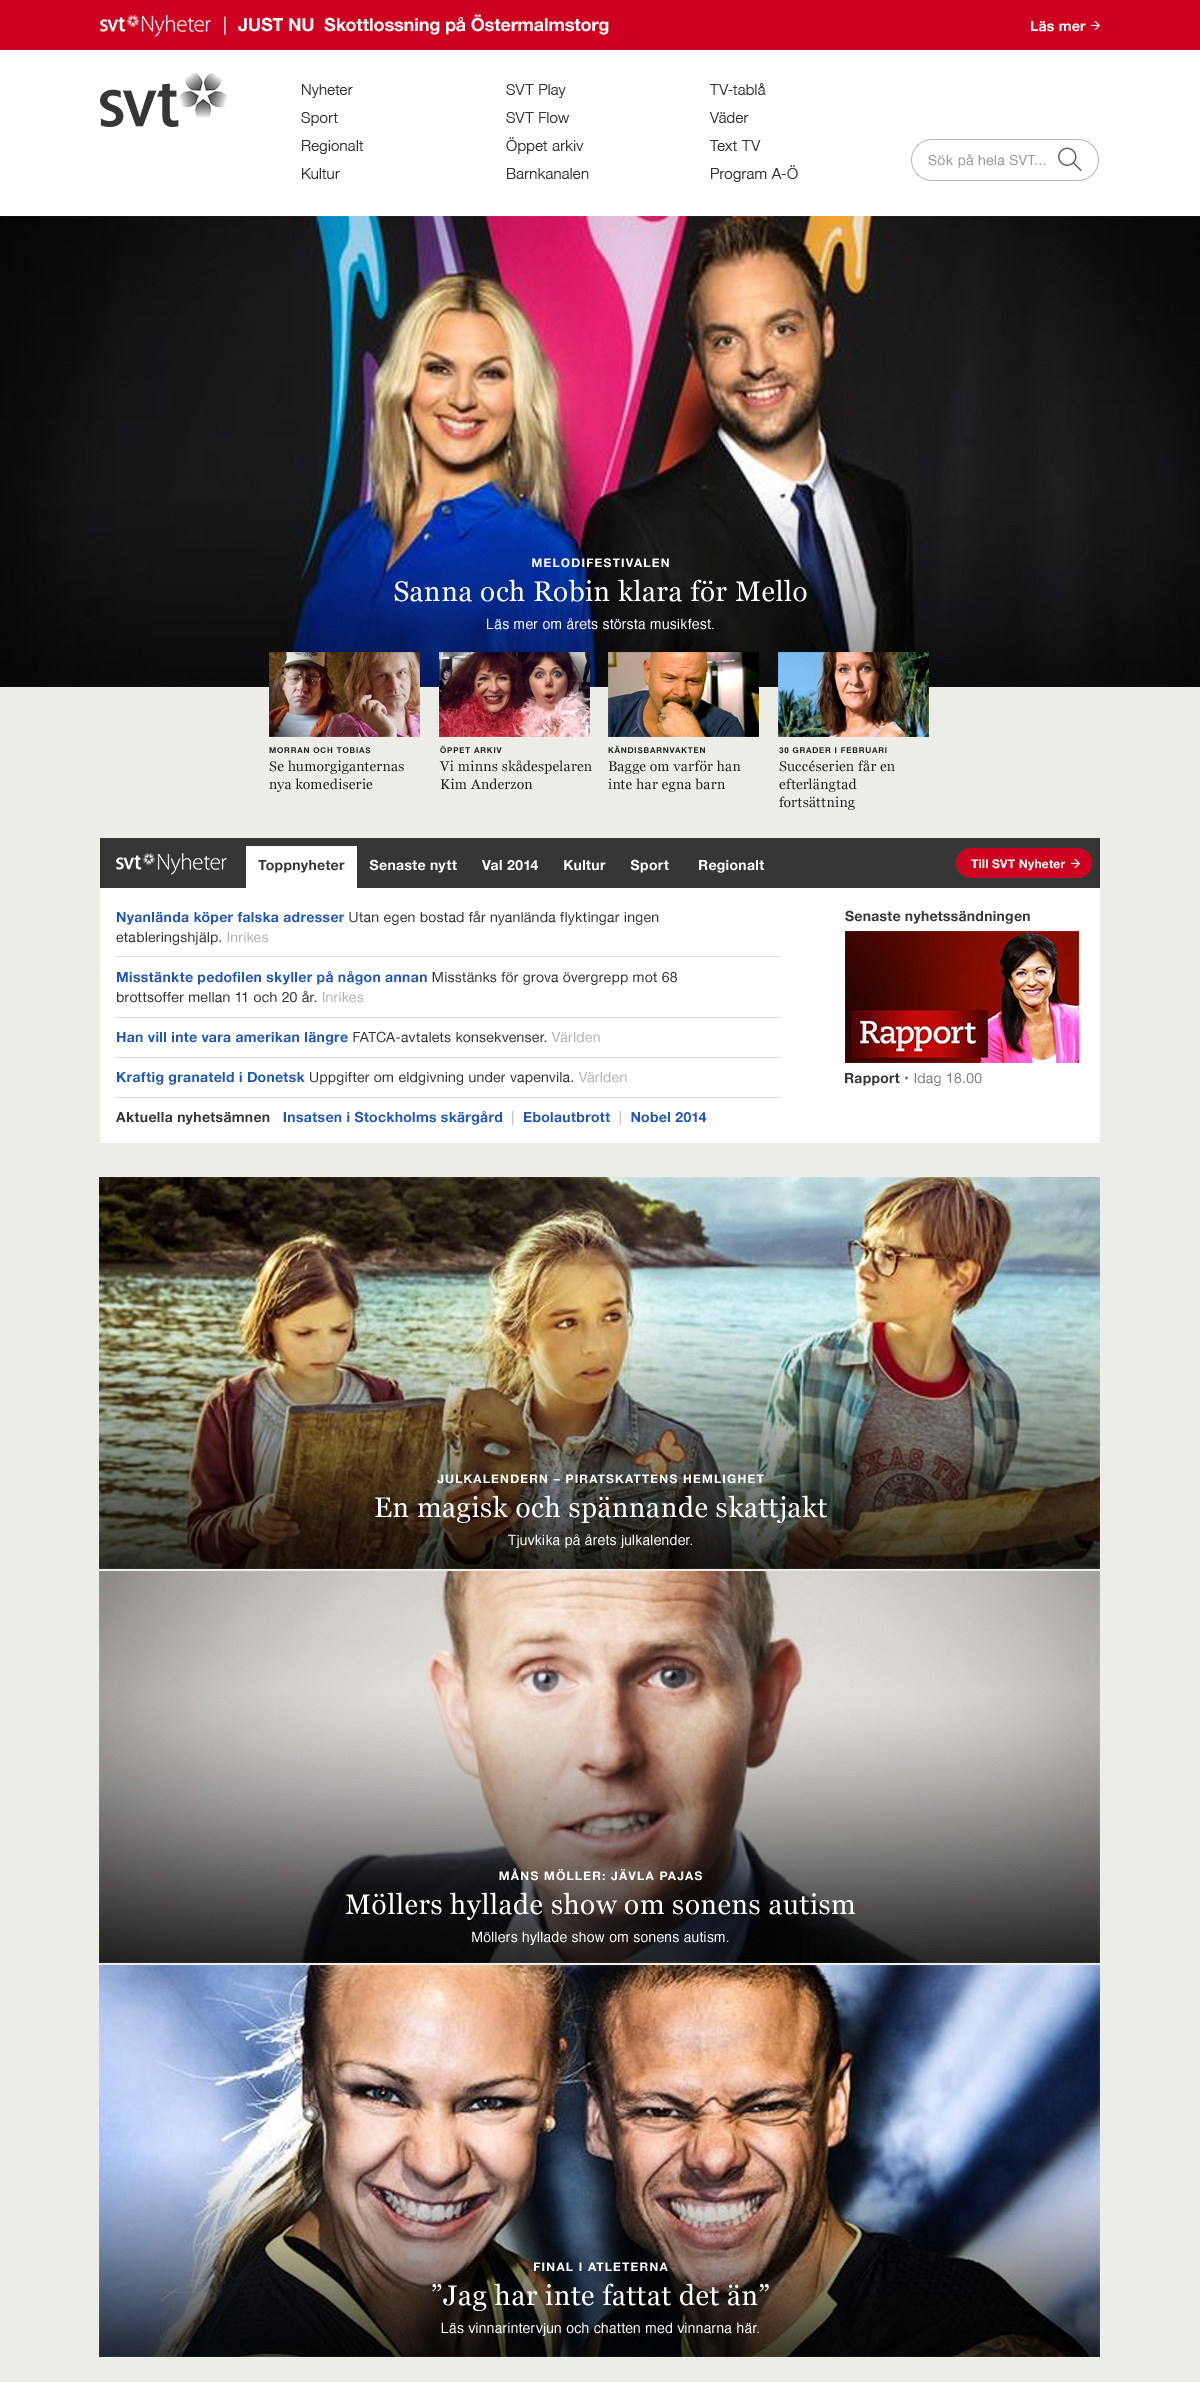 svt Nyheter | JUST NU Skottlossning på Östermalmstorg Läs mer →
svt
Nyheter
Sport
Regionalt
Kultur
SVT Play
SVT Flow
Öppet arkiv
Barnkanalen
TV-tablå
Väder
Text TV
Program A-Ö
Sök på hela SVT...
MELODIFESTIVALEN
Sanna och Robin klara för Mello
Läs mer om årets största musikfest.
MORRAN OCH TOBIAS
Se humorgiganternas
nya komediserie
ÖPPET ARKIV
Vi minns skådespelaren
Kim Anderzon
KÄNDISBARNVAKTEN
Bagge om varför han
inte har egna barn
30 GRADER I FEBRUARI
Succéserien får en
efterlängtad
fortsättning
svt Nyheter Toppnyheter Senaste nytt Val 2014 Kultur Sport Regionalt Till SVT Nyheter →
Nyanlända köper falska adresser Utan egen bostad får nyanlända flyktingar ingen
etableringshjälp. Inrikes
Misstänkte pedofilen skyller på någon annan Misstänks för grova övergrepp mot 68
brottsoffer mellan 11 och 20 år. Inrikes
Han vill inte vara amerikan längre FATCA-avtalets konsekvenser. Världen
Kraftig granateld i Donetsk Uppgifter om eldgivning under vapenvila. Världen
Aktuella nyhetsämnen Insatsen i Stockholms skärgård | Ebolautbrott | Nobel 2014
Senaste nyhetssändningen
Rapport
Rapport • Idag 18.00
JULKALENDERN – PIRATSKATTENS HEMLIGHET
En magisk och spännande skattjakt
Tjuvkika på årets julkalender.
MÅNS MÖLLER: JÄVLA PAJAS
Möllers hyllade show om sonens autism
Möllers hyllade show om sonens autism.
FINAL I ATLETERNA
”Jag har inte fattat det än”
Läs vinnarintervjun och chatten med vinnarna här.